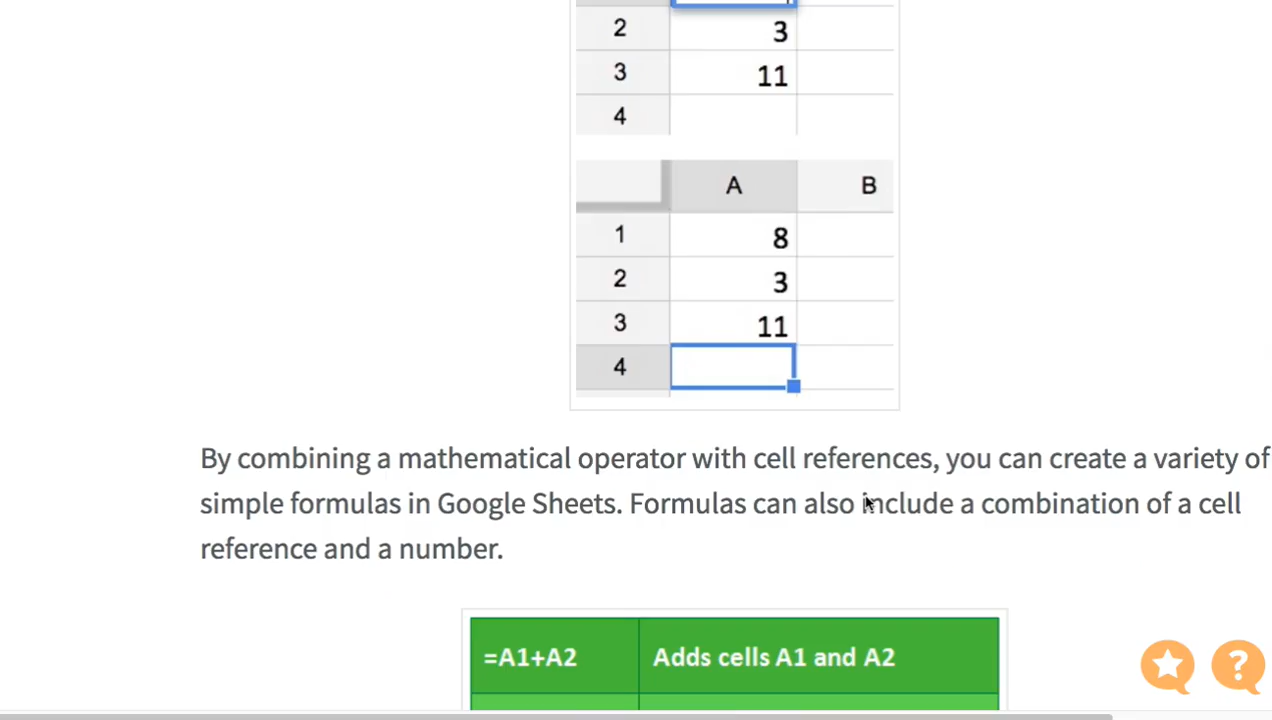 2 3
3 11
4
A B
1 8
2 3
3 11
4
By combining a mathematical operator with cell references, you can create a variety of
simple formulas in Google Sheets. Formulas can also include a combination of a cell
reference and a number.
=A1+A2 Adds cells A1 and A2
?